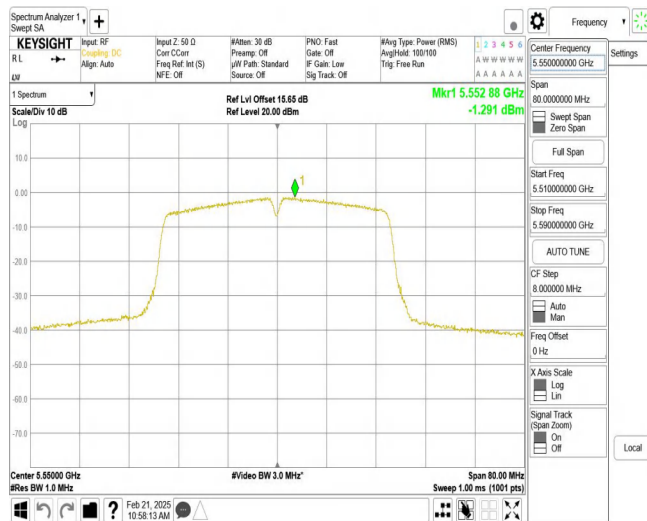 Spectrum Analyzer 1
Swept SA
Frequency
KEYSIGHT
RL
Input: RF
Coupling: DC
Align: Auto
Input Z: 50 Ω
Corr CCorr
Freq Ref: Int (S)
NFE: Off
#Atten: 30 dB
Preamp: Off
µW Path: Standard
Source: Off
PNO: Fast
Gate: Off
IF Gain: Low
Sig Track: Off
#Avg Type: Power (RMS)
Avg|Hold: 100/100
Trig: Free Run
1 2 3 4 5 6
A W W W W W
A A A A A A
1 Spectrum
Scale/Div 10 dB
Ref Lvl Offset 15.65 dB
Ref Level 20.00 dBm
Mkr1 5.552 88 GHz
-1.291 dBm
Log
10.0
0.00
-10.0
-20.0
-30.0
-40.0
-50.0
-60.0
-70.0
1
Center 5.55000 GHz
#Res BW 1.0 MHz
#Video BW 3.0 MHz*
Span 80.00 MHz
Sweep 1.00 ms (1001 pts)
Feb 21, 2025
10:58:13 AM
Center Frequency
5.550000000 GHz
Settings
Span
80.0000000 MHz
Swept Span
Zero Span
Full Span
Start Freq
5.510000000 GHz
Stop Freq
5.590000000 GHz
AUTO TUNE
CF Step
8.000000 MHz
Auto
Man
Freq Offset
0 Hz
X Axis Scale
Log
Lin
Signal Track
(Span Zoom)
On
Off
Local